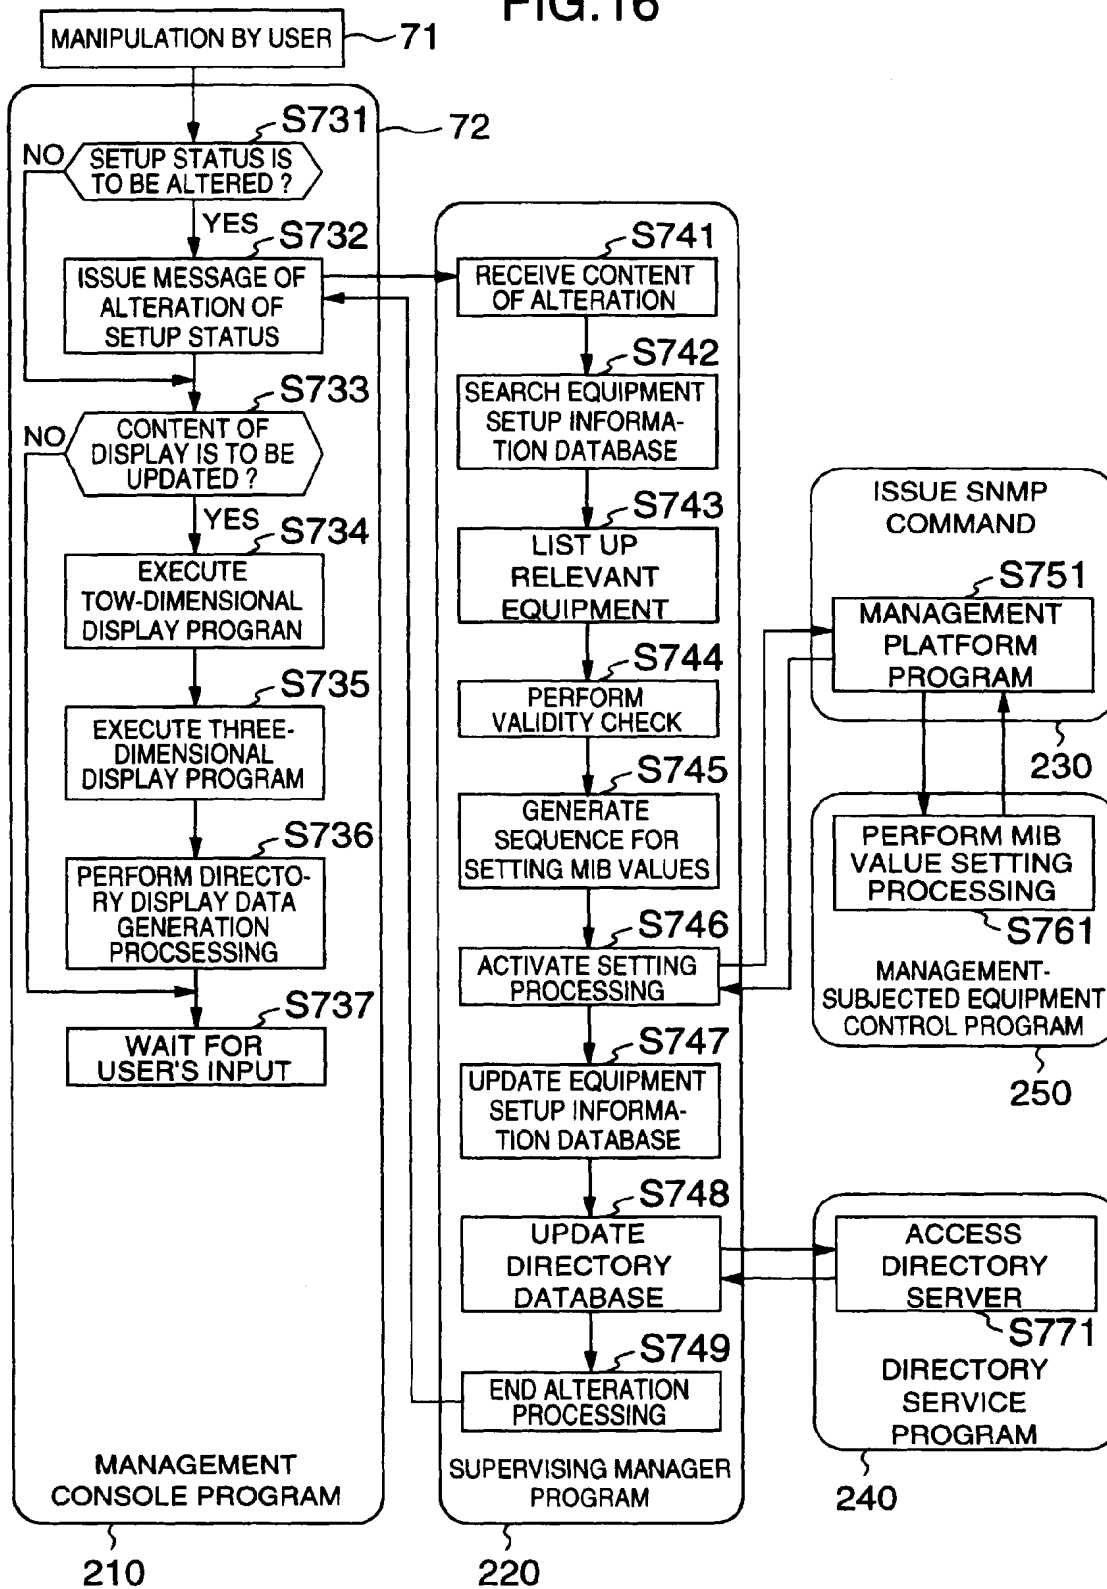 FIG.16
MANIPULATION BY USER
71
72
S731
NO
SETUP STATUS IS
TO BE ALTERED ?
YES
S732
ISSUE MESSAGE OF
ALTERATION OF
SETUP STATUS
S733
NO
CONTENT OF
DISPLAY IS TO BE
UPDATED ?
YES
S734
EXECUTE
TOW-DIMENSIONAL
DISPLAY PROGRAN
S735
EXECUTE THREE-
DIMENSIONAL
DISPLAY PROGRAM
S736
PERFORM DIRECTO-
RY DISPLAY DATA
GENERATION
PROCSESSING
S737
WAIT FOR
USER'S INPUT
MANAGEMENT
CONSOLE PROGRAM
210
S741
RECEIVE CONTENT
OF ALTERATION
S742
SEARCH EQUIPMENT
SETUP INFORMA-
TION DATABASE
S743
LIST UP
RELEVANT
EQUIPMENT
S744
PERFORM
VALIDITY CHECK
S745
GENERATE
SEQUENCE FOR
SETTING MIB VALUES
S746
ACTIVATE SETTING
PROCESSING
S747
UPDATE EQUIPMENT
SETUP INFORMA-
TION DATABASE
S748
UPDATE
DIRECTORY
DATABASE
S749
END ALTERATION
PROCESSING
SUPERVISING MANAGER
PROGRAM
220
ISSUE SNMP
COMMAND
S751
MANAGEMENT
PLATFORM
PROGRAM
230
PERFORM MIB
VALUE SETTING
PROCESSING
S761
MANAGEMENT-
SUBJECTED EQUIPMENT
CONTROL PROGRAM
250
ACCESS
DIRECTORY
SERVER
S771
DIRECTORY
SERVICE
PROGRAM
240